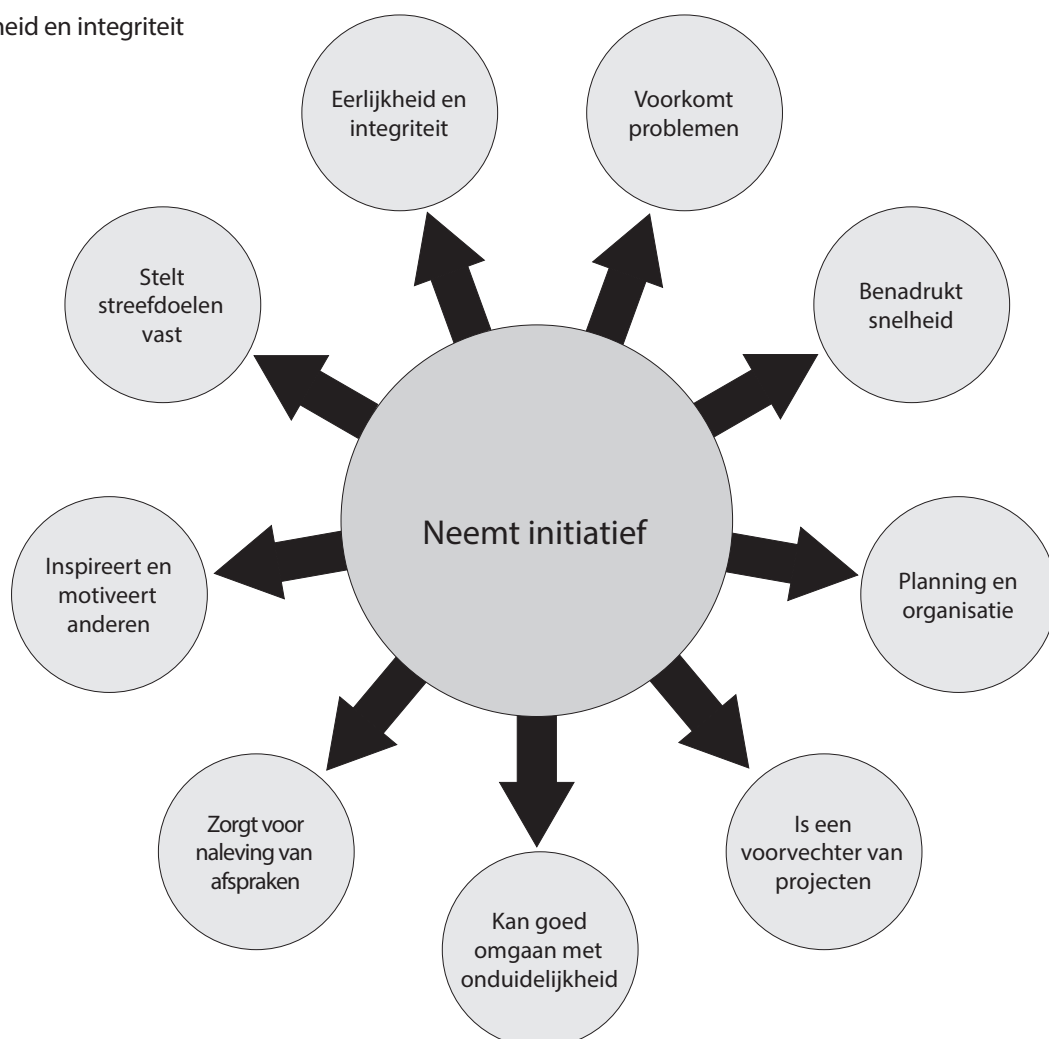 en integriteit
Eerlijkheid en
integriteit
Voorkomt
problemen
Stelt
streefdoelen
vast
Benadrukt
snelheid
Neemt initiatief
Inspireert en
motiveert
anderen
Planning en
organisatie
Zorgt voor
naleving van
afspraken
Is een
voorvechter van
projecten
Kan goed
omgaan met
onduidelijkheid